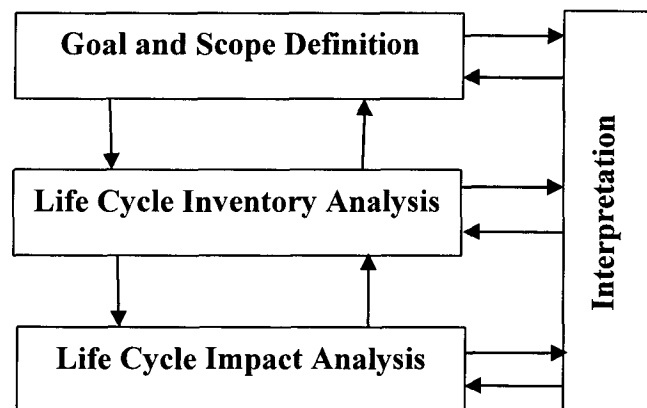 Goal and Scope Definition
Life Cycle Inventory Analysis
Life Cycle Impact Analysis
Interpretation